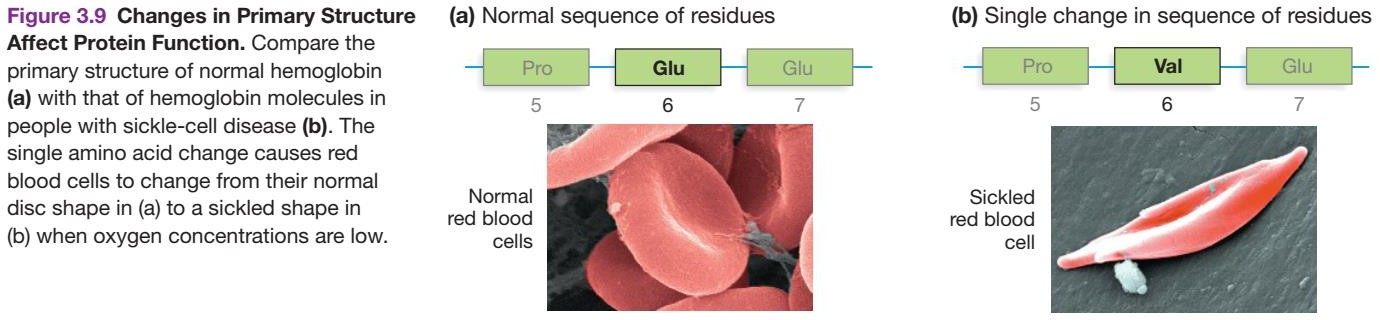 Figure 3.9 Changes in Primary Structure
Affect Protein Function. Compare the
primary structure of normal hemoglobin
(a) with that of hemoglobin molecules in
people with sickle-cell disease (b). The
single amino acid change causes red
blood cells to change from their normal
disc shape in (a) to a sickled shape in
(b) when oxygen concentrations are low.
(a) Normal sequence of residues
Pro Glu Glu
5 6 7
Normal
red blood
cells
(b) Single change in sequence of residues
Pro Val Glu
5 6 7
Sickled
red blood
cell